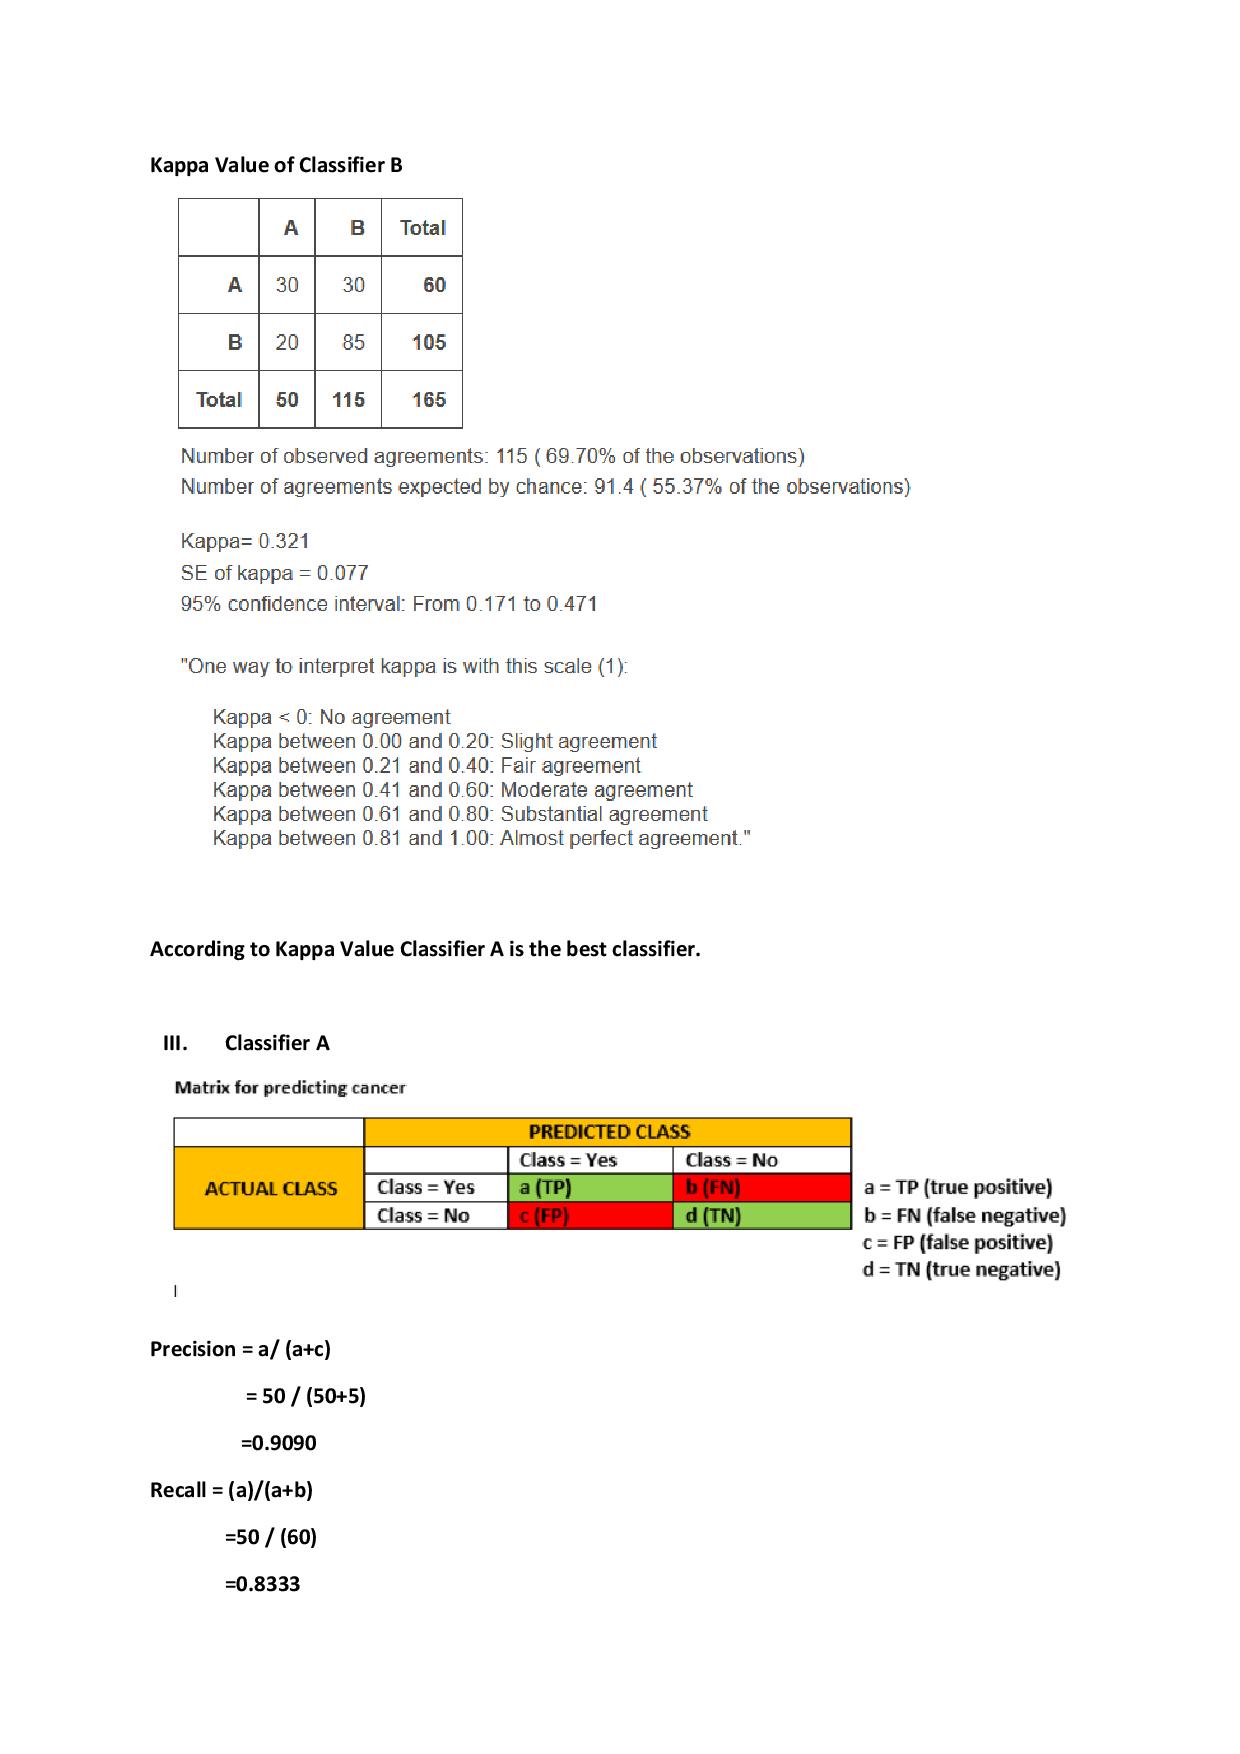 Kappa Value of Classifier B
A B Total
A 30 30 60
B 20 85 105
Total 50 115 165
Number of observed agreements: 115 ( 69.70% of the observations)
Number of agreements expected by chance: 91.4 ( 55.37% of the observations)
Kappa= 0.321
SE of kappa = 0.077
95% confidence interval: From 0.171 to 0.471
"One way to interpret kappa is with this scale (1):
Kappa < 0: No agreement
Kappa between 0.00 and 0.20: Slight agreement
Kappa between 0.21 and 0.40: Fair agreement
Kappa between 0.41 and 0.60: Moderate agreement
Kappa between 0.61 and 0.80: Substantial agreement
Kappa between 0.81 and 1.00: Almost perfect agreement."
According to Kappa Value Classifier A is the best classifier.
III. Classifier A
Matrix for predicting cancer
PREDICTED CLASS
Class = Yes Class = No
ACTUAL CLASS Class = Yes a (TP) b (FN) a = TP (true positive)
Class = No c (FP) d (TN) b = FN (false negative)
c = FP (false positive)
d = TN (true negative)
Precision = a/ (a+c)
= 50 / (50+5)
=0.9090
Recall = (a)/(a+b)
=50 / (60)
=0.8333